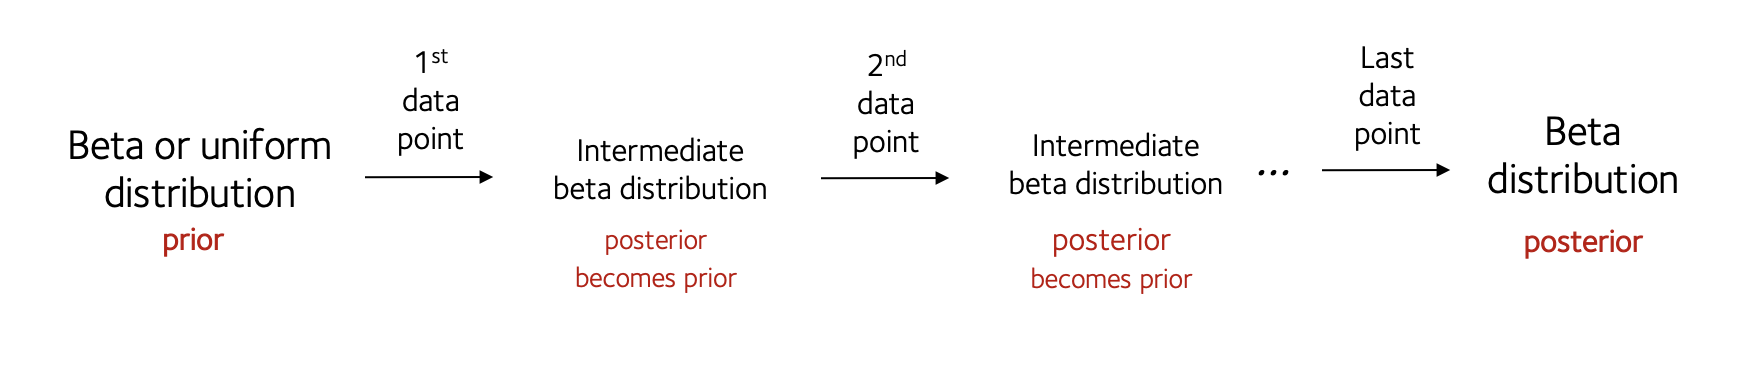 Beta or uniform
distribution
prior
1st
data
point
Intermediate
beta distribution
posterior
becomes prior
2nd
data
point
Intermediate
beta distribution
posterior
becomes prior
...
Last
data
point
Beta
distribution
posterior